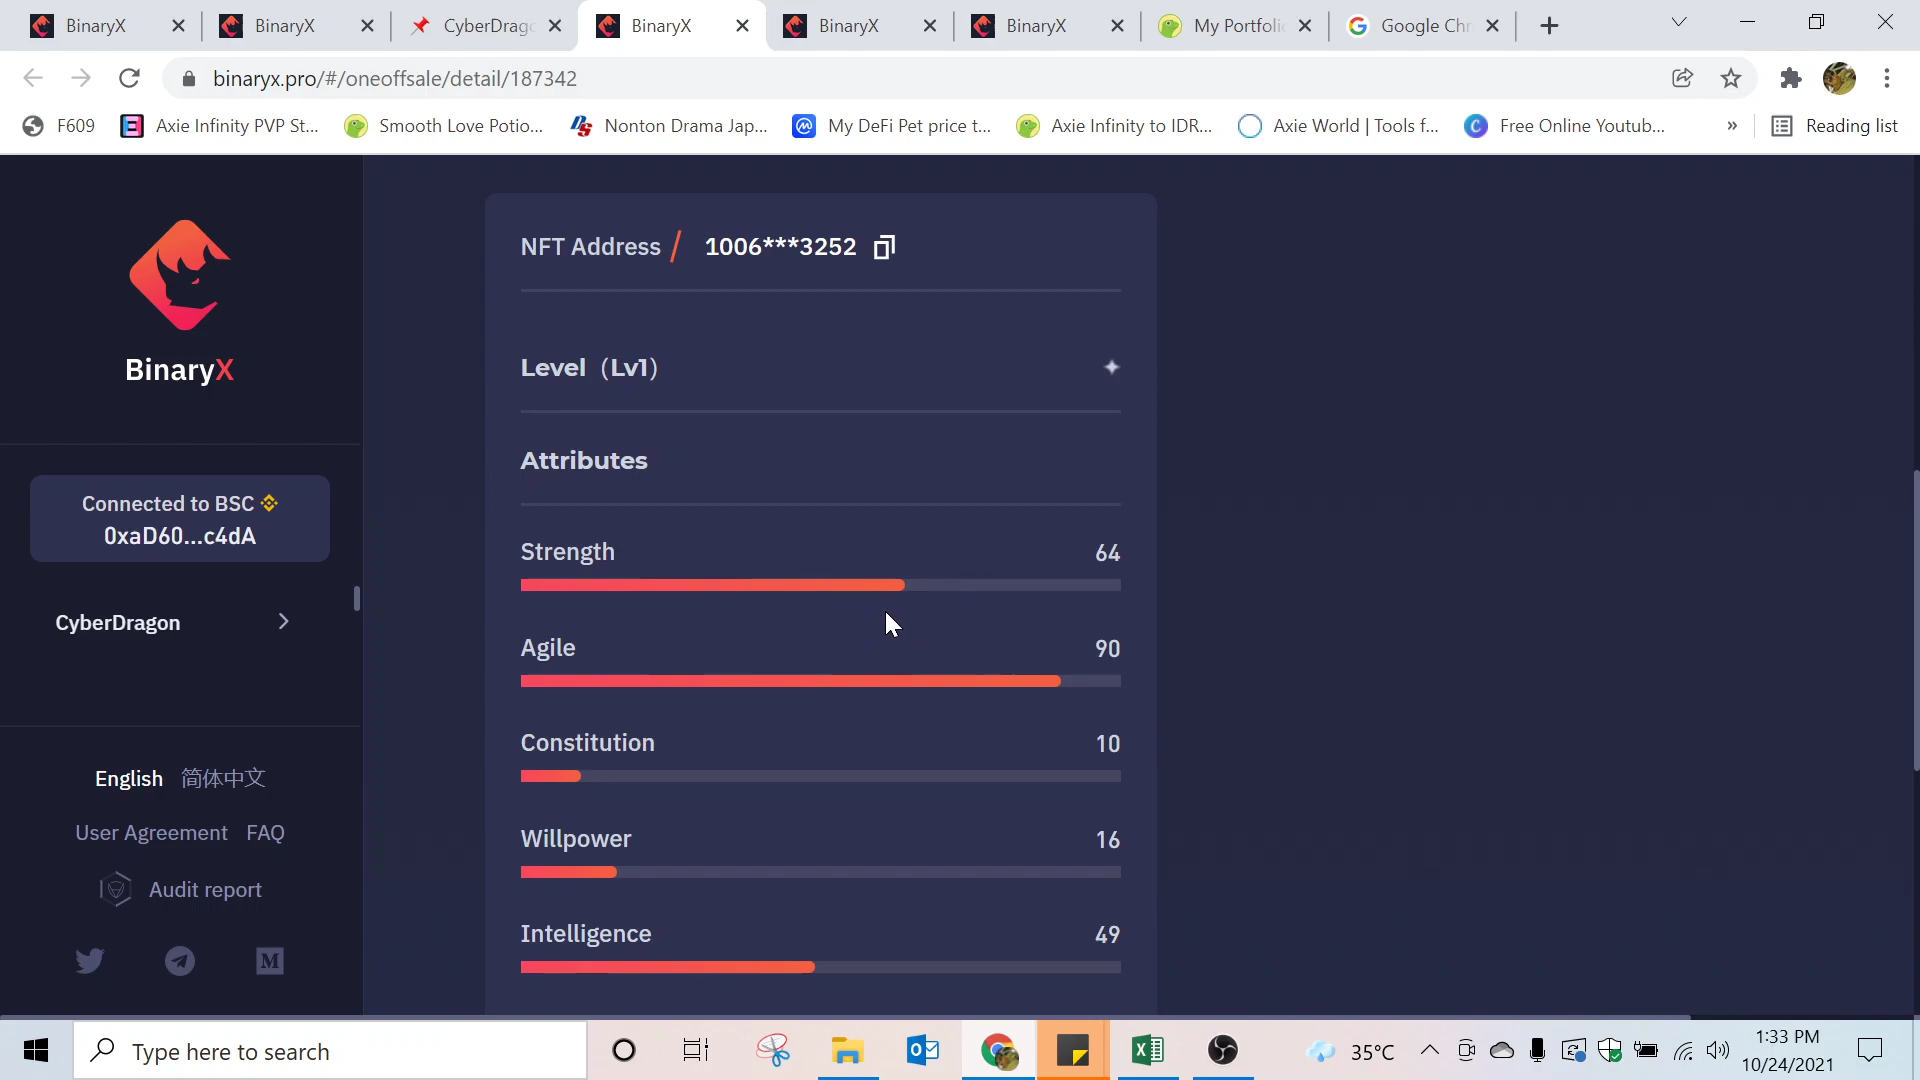 BinaryX
BinaryX
CyberDrago
BinaryX
BinaryX
BinaryX
My Portfolio
Google Chr
binaryx.pro/#/oneoffsale/detail/187342
F609
Axie Infinity PVP St...
Smooth Love Potio...
Nonton Drama Jap...
My DeFi Pet price t...
Axie Infinity to IDR...
Axie World | Tools f...
Free Online Youtub...
»
Reading list
BinaryX
Connected to BSC
0xaD60...c4dA
CyberDragon
English 简体中文
User Agreement FAQ
Audit report
NFT Address / 1006***3252
Level（Lv1）
Attributes
Strength 64
Agile 90
Constitution 10
Willpower 16
Intelligence 49
Type here to search
35°C
1:33 PM
10/24/2021